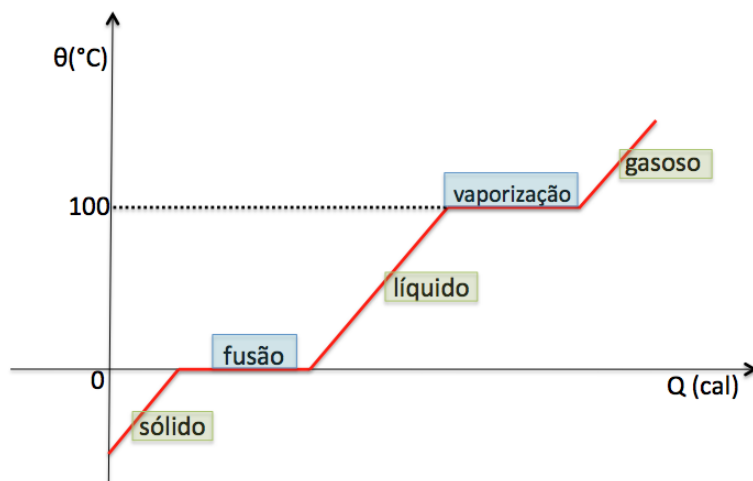 θ(°C)
gasoso
vaporização
100
líquido
fusão
0
Q (cal)
sólido